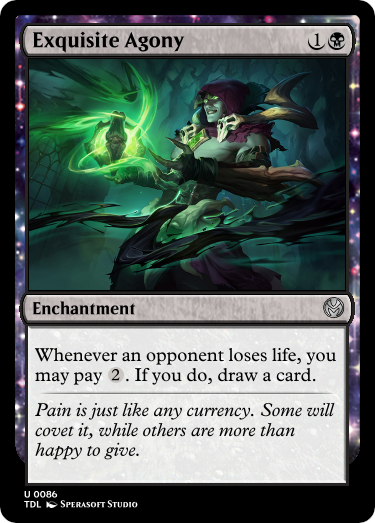 Exquisite Agony 1
Enchantment
Whenever an opponent loses life, you
may pay 2. If you do, draw a card.
Pain is just like any currency. Some will
covet it, while others are more than
happy to give.
U 0086
TDL SPERASOFT STUDIO